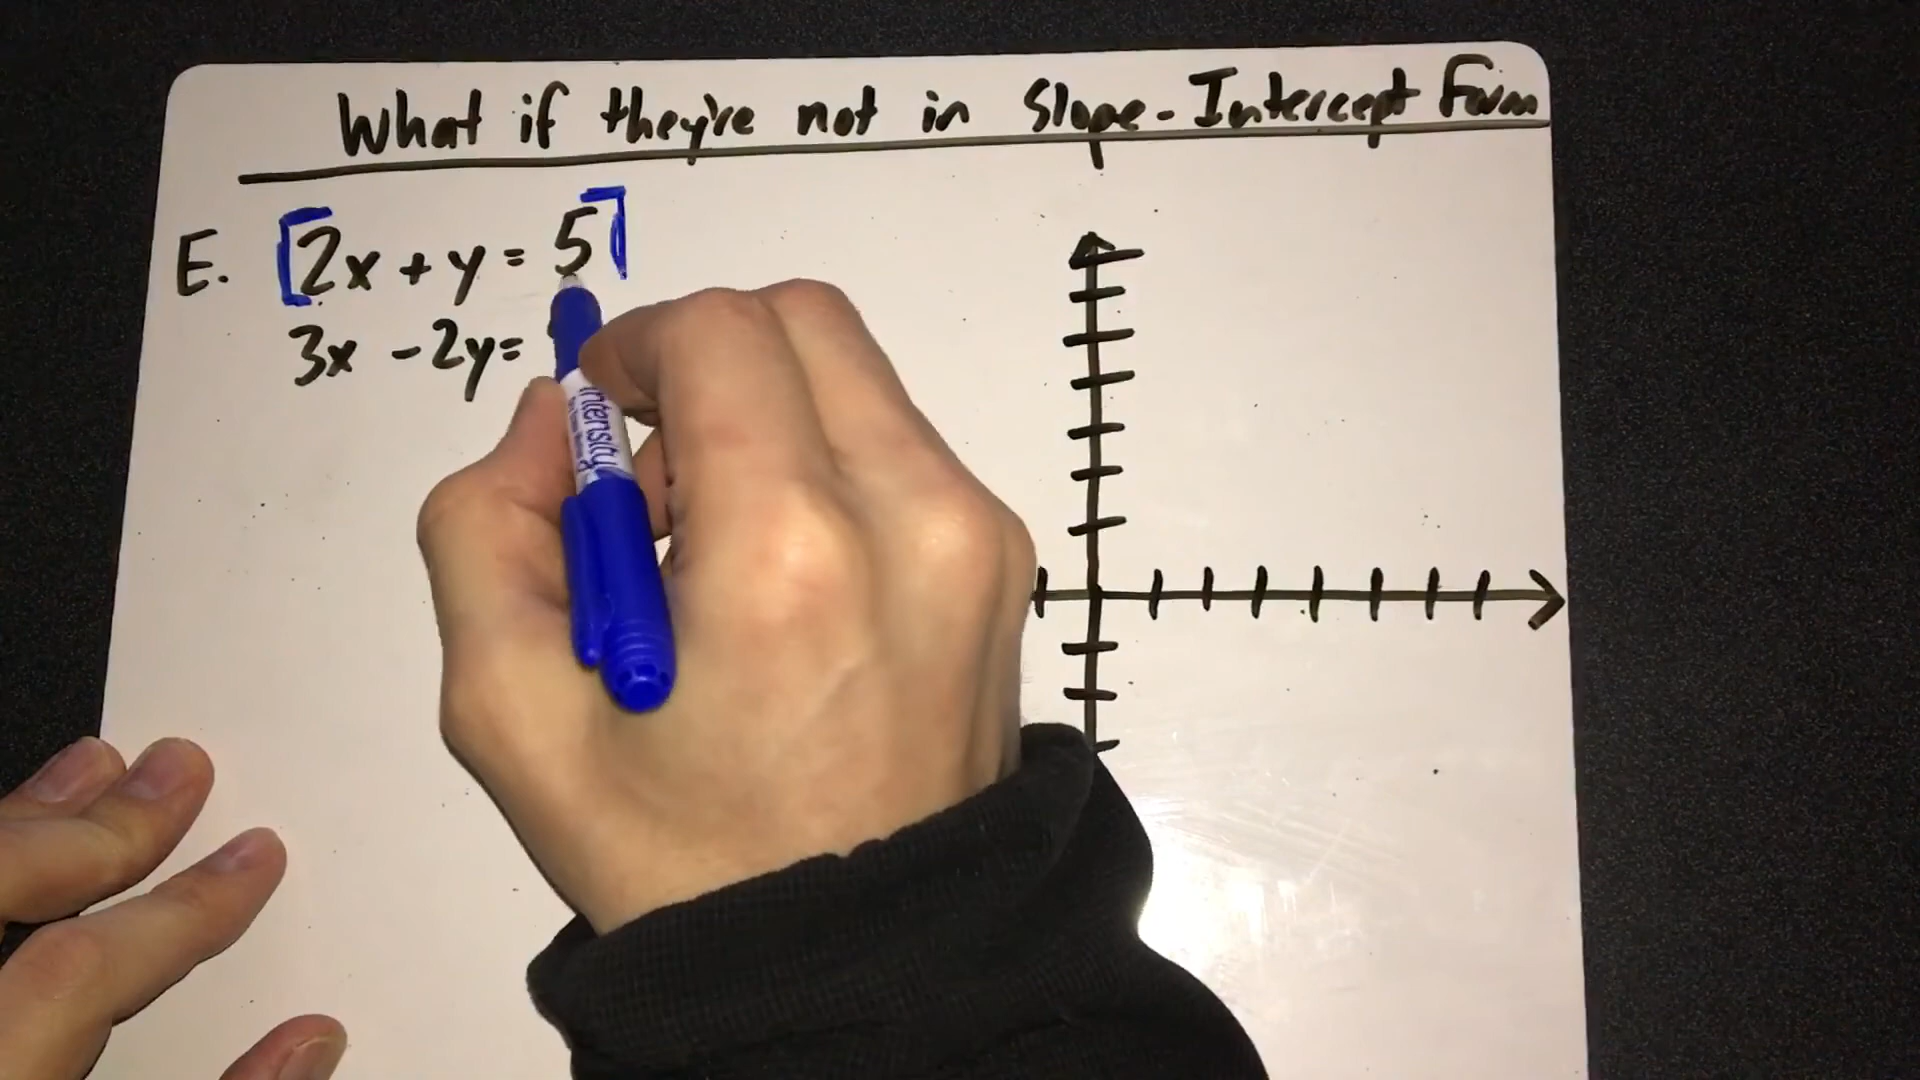 What if they're not in Slope-Intercept Form
E. [2x + y = 5]
3x - 2y =
intensity